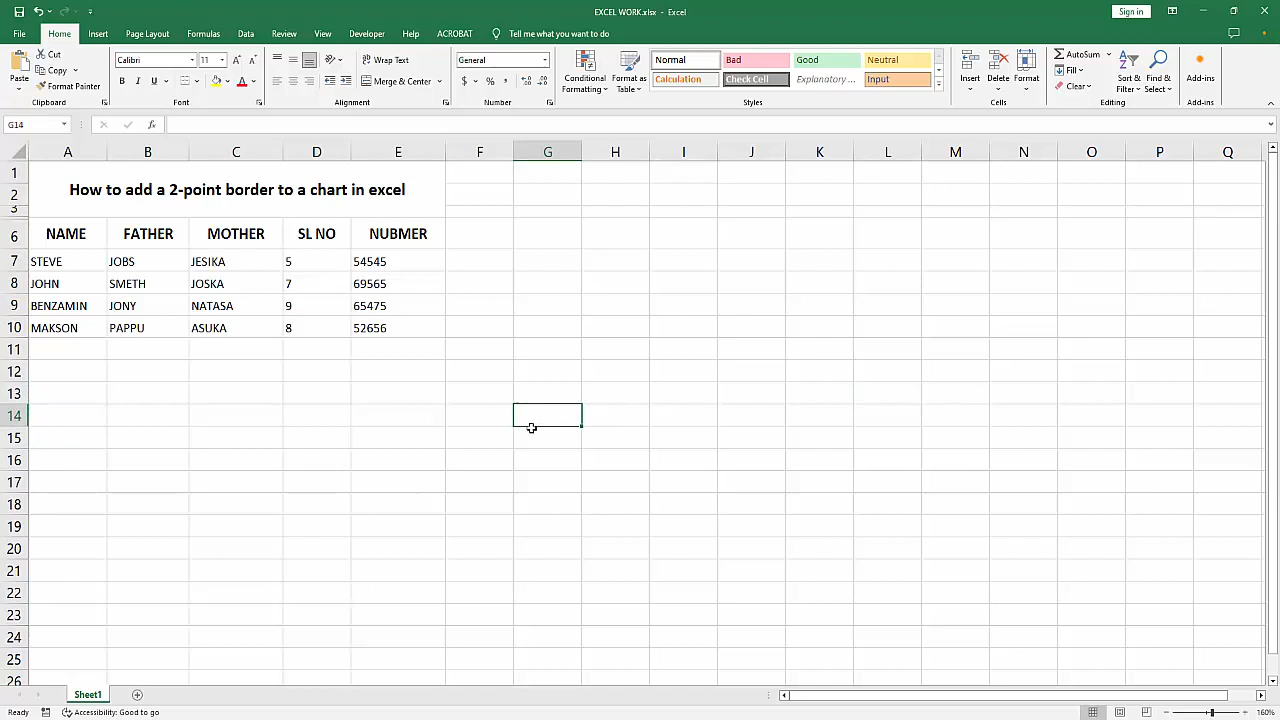 EXCEL WORK.xlsx - Excel
Sign in
File Home Insert Page Layout Formulas Data Review View Developer Help ACROBAT Tell me what you want to do
Paste
Cut
Copy
Format Painter
Clipboard
Calibri 11
B I U
Font
Wrap Text
Merge & Center
Alignment
General
$ % ,
Number
Conditional Formatting
Format as Table
Normal Bad Good Neutral
Calculation Check Cell Explanatory ... Input
Styles
Insert Delete Format
Cells
AutoSum
Fill
Clear
Sort & Filter
Find & Select
Editing
Add-ins
Add-ins
G14
fx
A B C D E F G H I J K L M N O P Q
1
2 How to add a 2-point border to a chart in excel
3
6 NAME FATHER MOTHER SL NO NUBMER
7 STEVE JOBS JESIKA 5 54545
8 JOHN SMETH JOSKA 7 69565
9 BENZAMIN JONY NATASA 9 65475
10 MAKSON PAPPU ASUKA 8 52656
11
12
13
14
15
16
17
18
19
20
21
22
23
24
25
26
Sheet1
Ready Accessibility: Good to go 160%